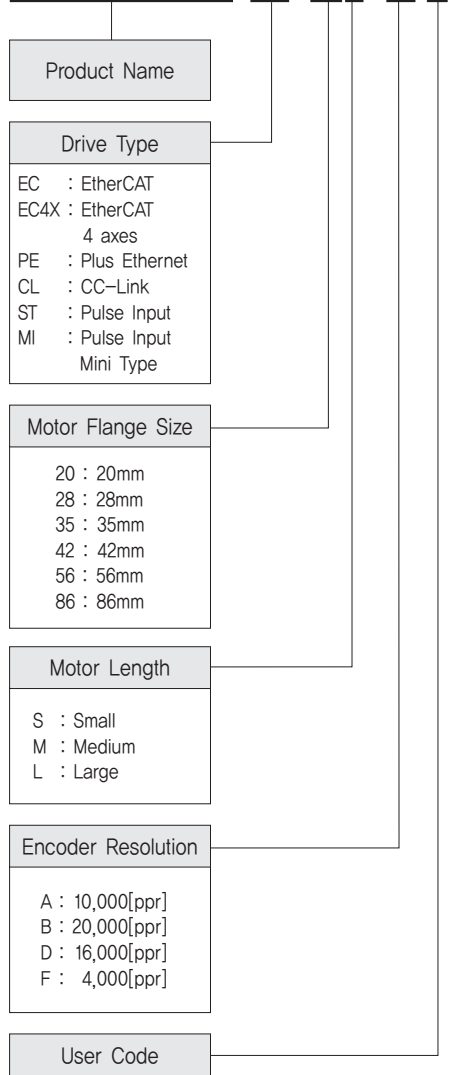 Product Name
Drive Type
EC : EtherCAT
EC4X : EtherCAT
4 axes
PE : Plus Ethernet
CL : CC-Link
ST : Pulse Input
MI : Pulse Input
Mini Type
Motor Flange Size
20 : 20mm
28 : 28mm
35 : 35mm
42 : 42mm
56 : 56mm
86 : 86mm
Motor Length
S : Small
M : Medium
L : Large
Encoder Resolution
A : 10,000[ppr]
B : 20,000[ppr]
D : 16,000[ppr]
F : 4,000[ppr]
User Code